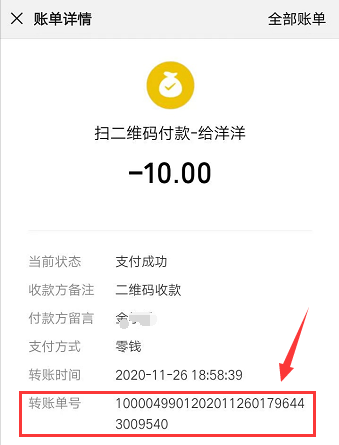 × 账单详情 全部账单
扫二维码付款-给洋洋
-10.00
当前状态 支付成功
收款方备注 二维码收款
付款方留言
支付方式 零钱
转账时间 2020-11-26 18:58:39
转账单号 1000049901202011260179644
3009540